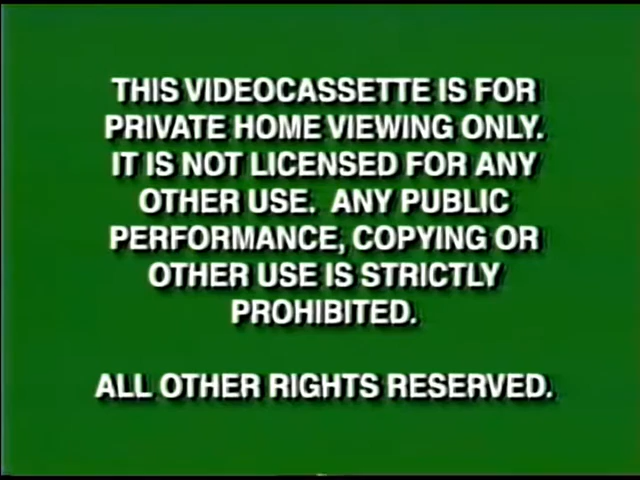 THIS VIDEOCASSETTE IS FOR
PRIVATE HOME VIEWING ONLY.
IT IS NOT LICENSED FOR ANY
OTHER USE.  ANY PUBLIC
PERFORMANCE, COPYING OR
OTHER USE IS STRICTLY
PROHIBITED.
ALL OTHER RIGHTS RESERVED.